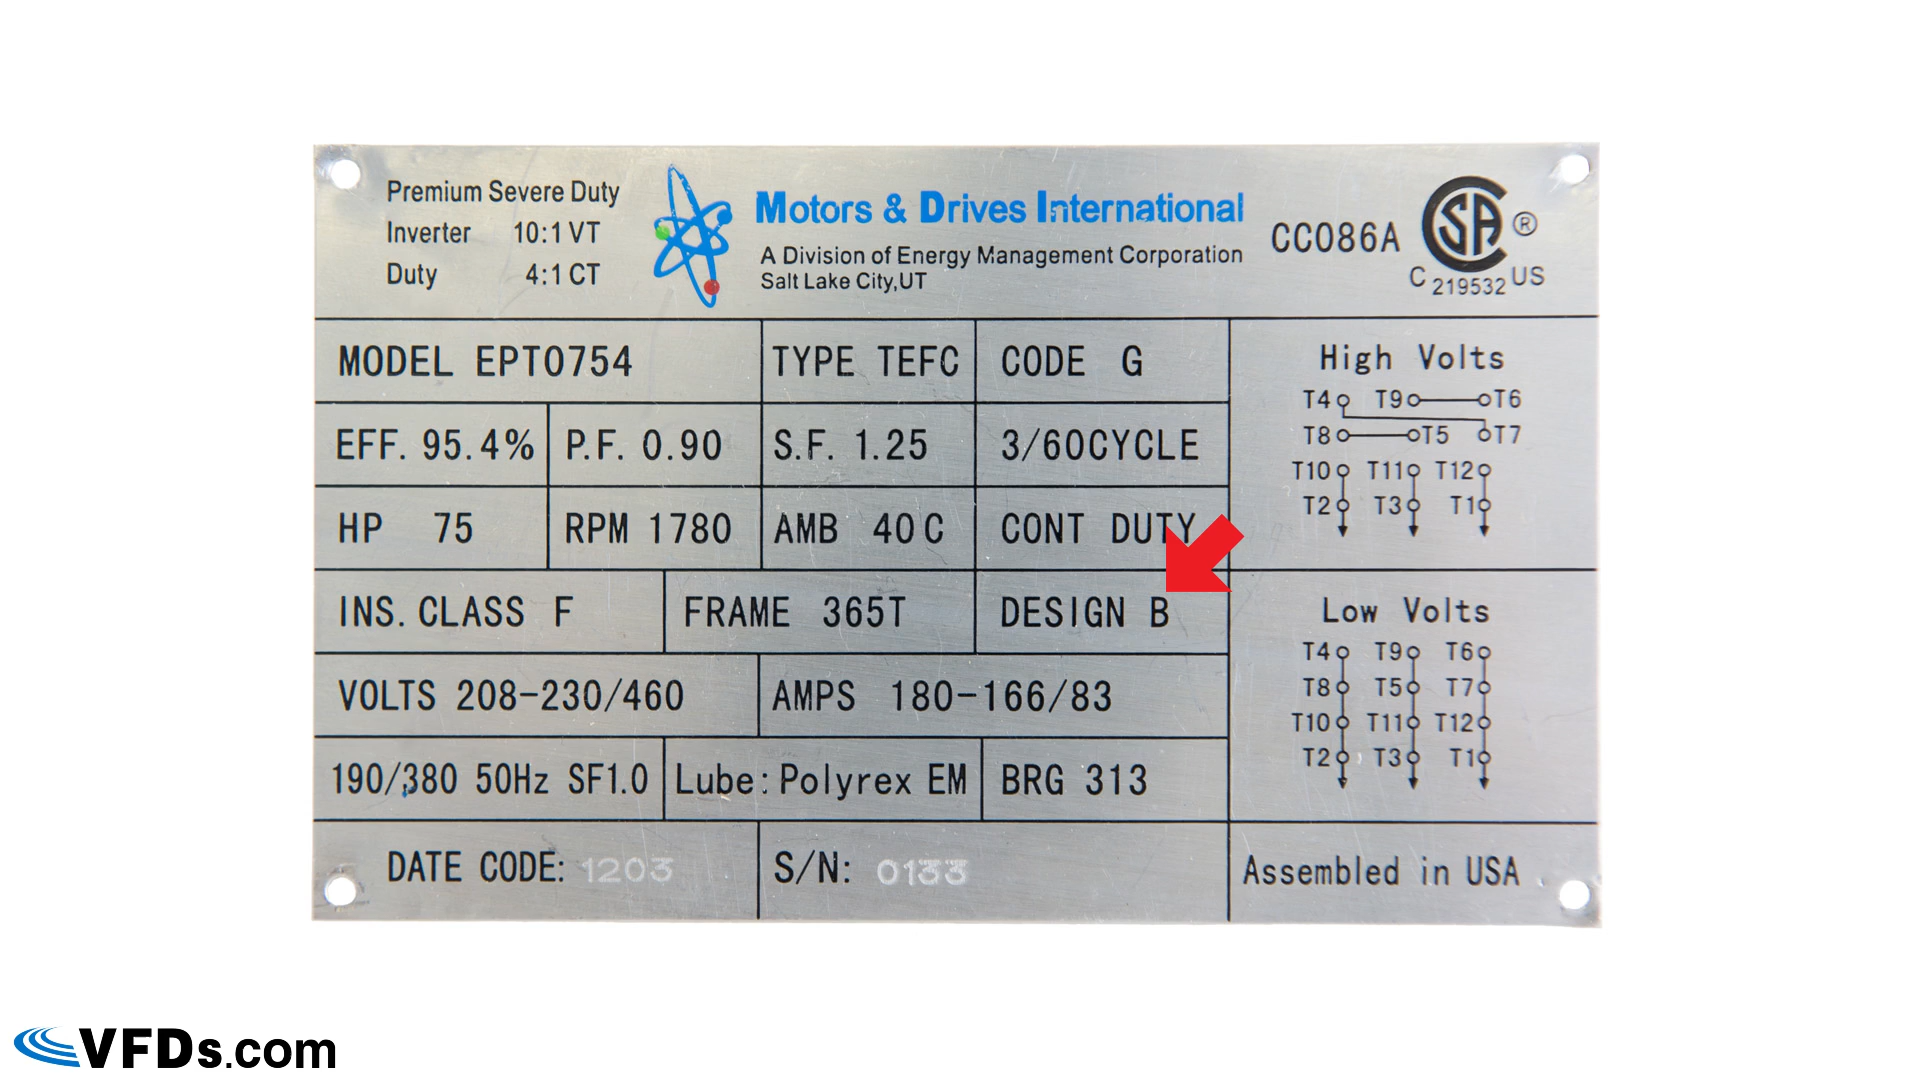 Premium Severe Duty
Inverter 10:1 VT
Duty 4:1 CT
Motors & Drives International
A Division of Energy Management Corporation
Salt Lake City,UT
CC086A
CSA ®
C 219532 US
MODEL EPT0754
TYPE TEFC
CODE G
EFF. 95.4%
P.F. 0.90
S.F. 1.25
3/60CYCLE
HP 75
RPM 1780
AMB 40C
CONT DUTY
INS. CLASS F
FRAME 365T
DESIGN B
VOLTS 208-230/460
AMPS 180-166/83
190/380 50Hz SF1.0
Lube: Polyrex EM
BRG 313
DATE CODE: 1203
S/N: 0133
High Volts
T4 T9 T6
T8 T5 T7
T10 T11 T12
T2 T3 T1
Low Volts
T4 T9 T6
T8 T5 T7
T10 T11 T12
T2 T3 T1
Assembled in USA
VFDs.com